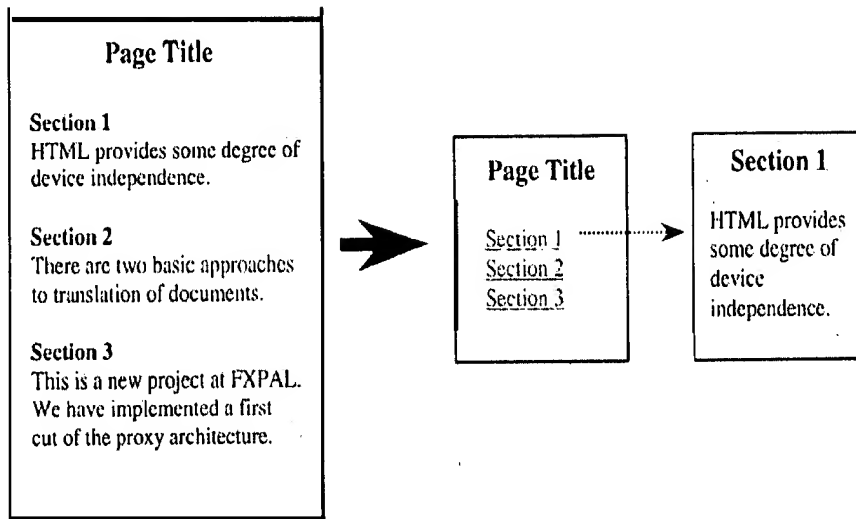 Page Title
Section 1
HTML provides some degree of
device independence.
Section 2
There are two basic approaches
to translation of documents.
Section 3
This is a new project at FXPAL.
We have implemented a first
cut of the proxy architecture.
Page Title
Section 1
Section 2
Section 3
Section 1
HTML provides
some degree of
device
independence.